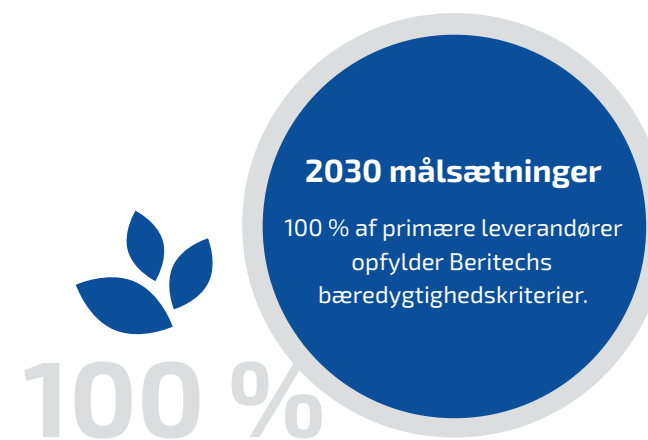 2030 målsætninger
100 % af primære leverandører
opfylder Beritechs
bæredygtighedskriterier.
100 %